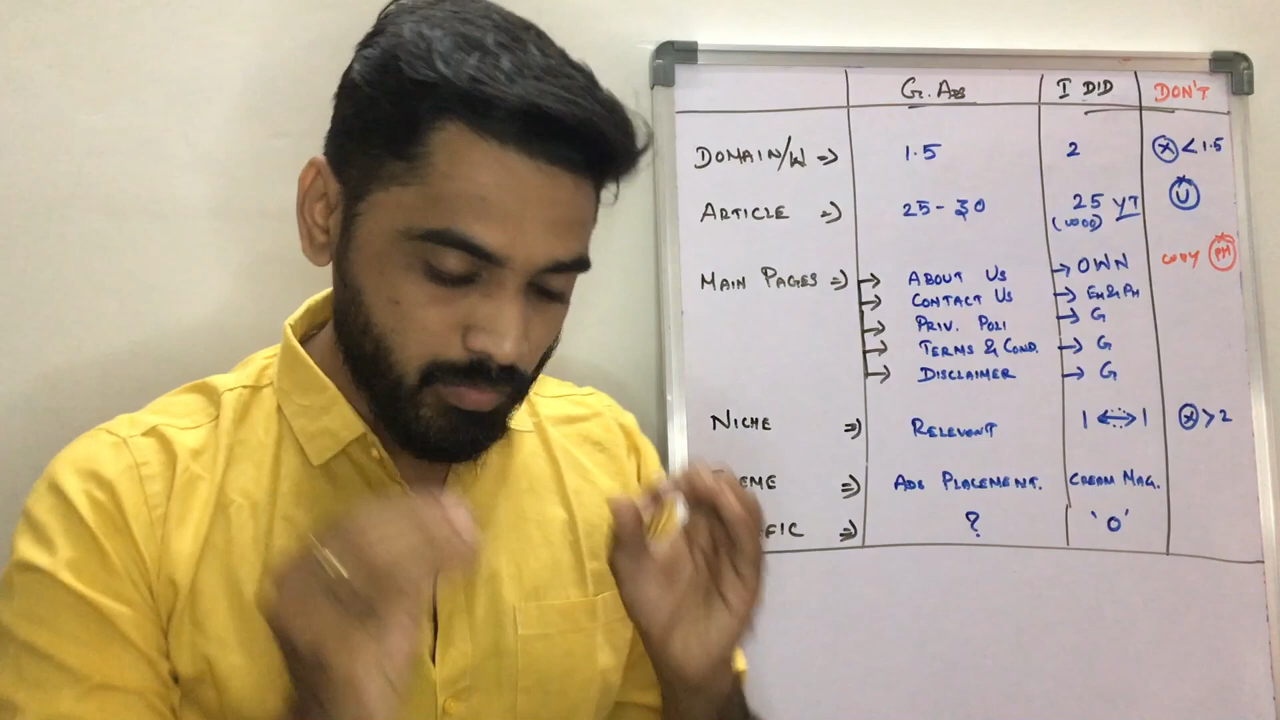 G. Ads I DID DON'T
DOMAIN/W => 1.5 2 (X) < 1.5
ARTICLE => 25-30 25 YT U
(1000)
MAIN PAGES => → ABOUT US → OWN COPY PH
→ CONTACT US → EM & PH
→ PRIV. POLI → G
→ TERMS & COND. → G
→ DISCLAIMER → G
NICHE => RELEVENT 1 ↔ 1 (X) > 2
EME => ADS PLACEMENT. CREAM MAG.
FIC => ? '0'